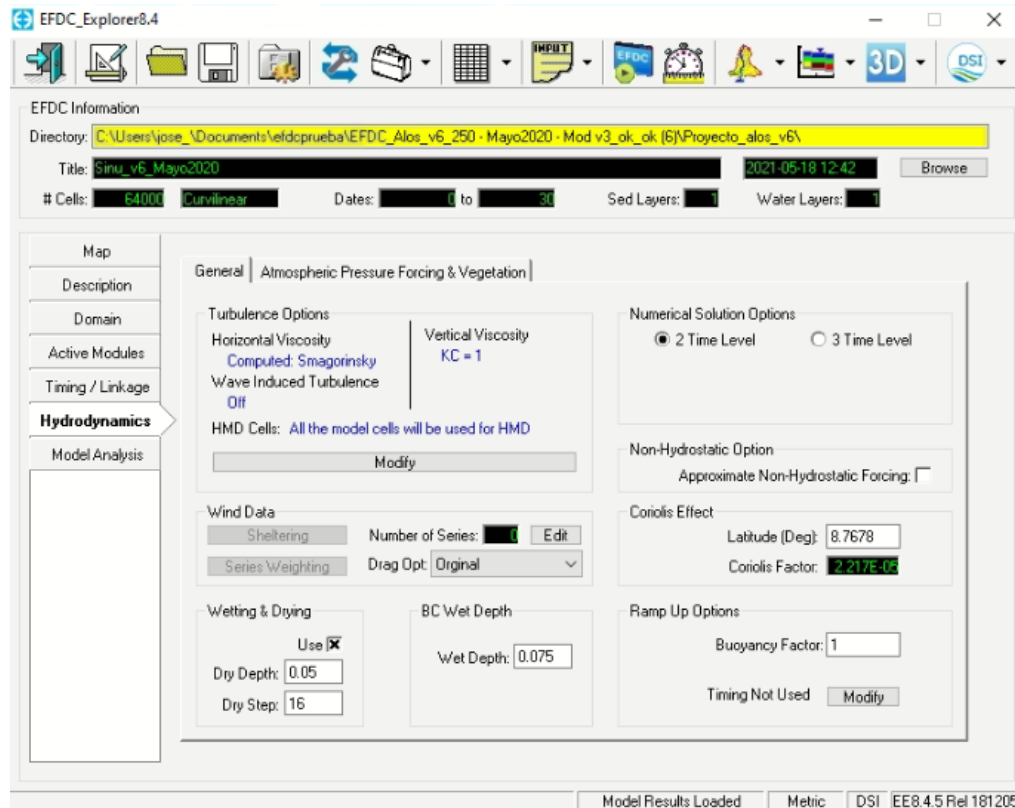 EFDC_Explorer8.4
INPUT
EFDC
3D
DSI
EFDC Information
Directory: C:\Users\jose_\Documents\efdcprueba\EFDC_Alos_v6_250 - Mayo2020 - Mod v3_ok_ok (6)\Proyecto_alos_v6\
Title: Sinu_v6_Mayo2020 2021-05-18 12:42 Browse
# Cells: 64000 Curvilinear Dates: 0 to 30 Sed Layers: 1 Water Layers: 1
Map
Description
Domain
Active Modules
Timing / Linkage
Hydrodynamics
Model Analysis
General Atmospheric Pressure Forcing & Vegetation
Turbulence Options
Horizontal Viscosity
Computed: Smagorinsky
Wave Induced Turbulence
Off
Vertical Viscosity
KC = 1
HMD Cells: All the model cells will be used for HMD
Modify
Numerical Solution Options
2 Time Level 3 Time Level
Non-Hydrostatic Option
Approximate Non-Hydrostatic Forcing:
Wind Data
Sheltering Number of Series: 0 Edit
Series Weighting Drag Opt: Orginal
Coriolis Effect
Latitude (Deg): 8.7678
Coriolis Factor: 2.217E-05
Wetting & Drying
Use
Dry Depth: 0.05
Dry Step: 16
BC Wet Depth
Wet Depth: 0.075
Ramp Up Options
Buoyancy Factor: 1
Timing Not Used Modify
Model Results Loaded Metric DSI EE8.4.5 Rel 181205